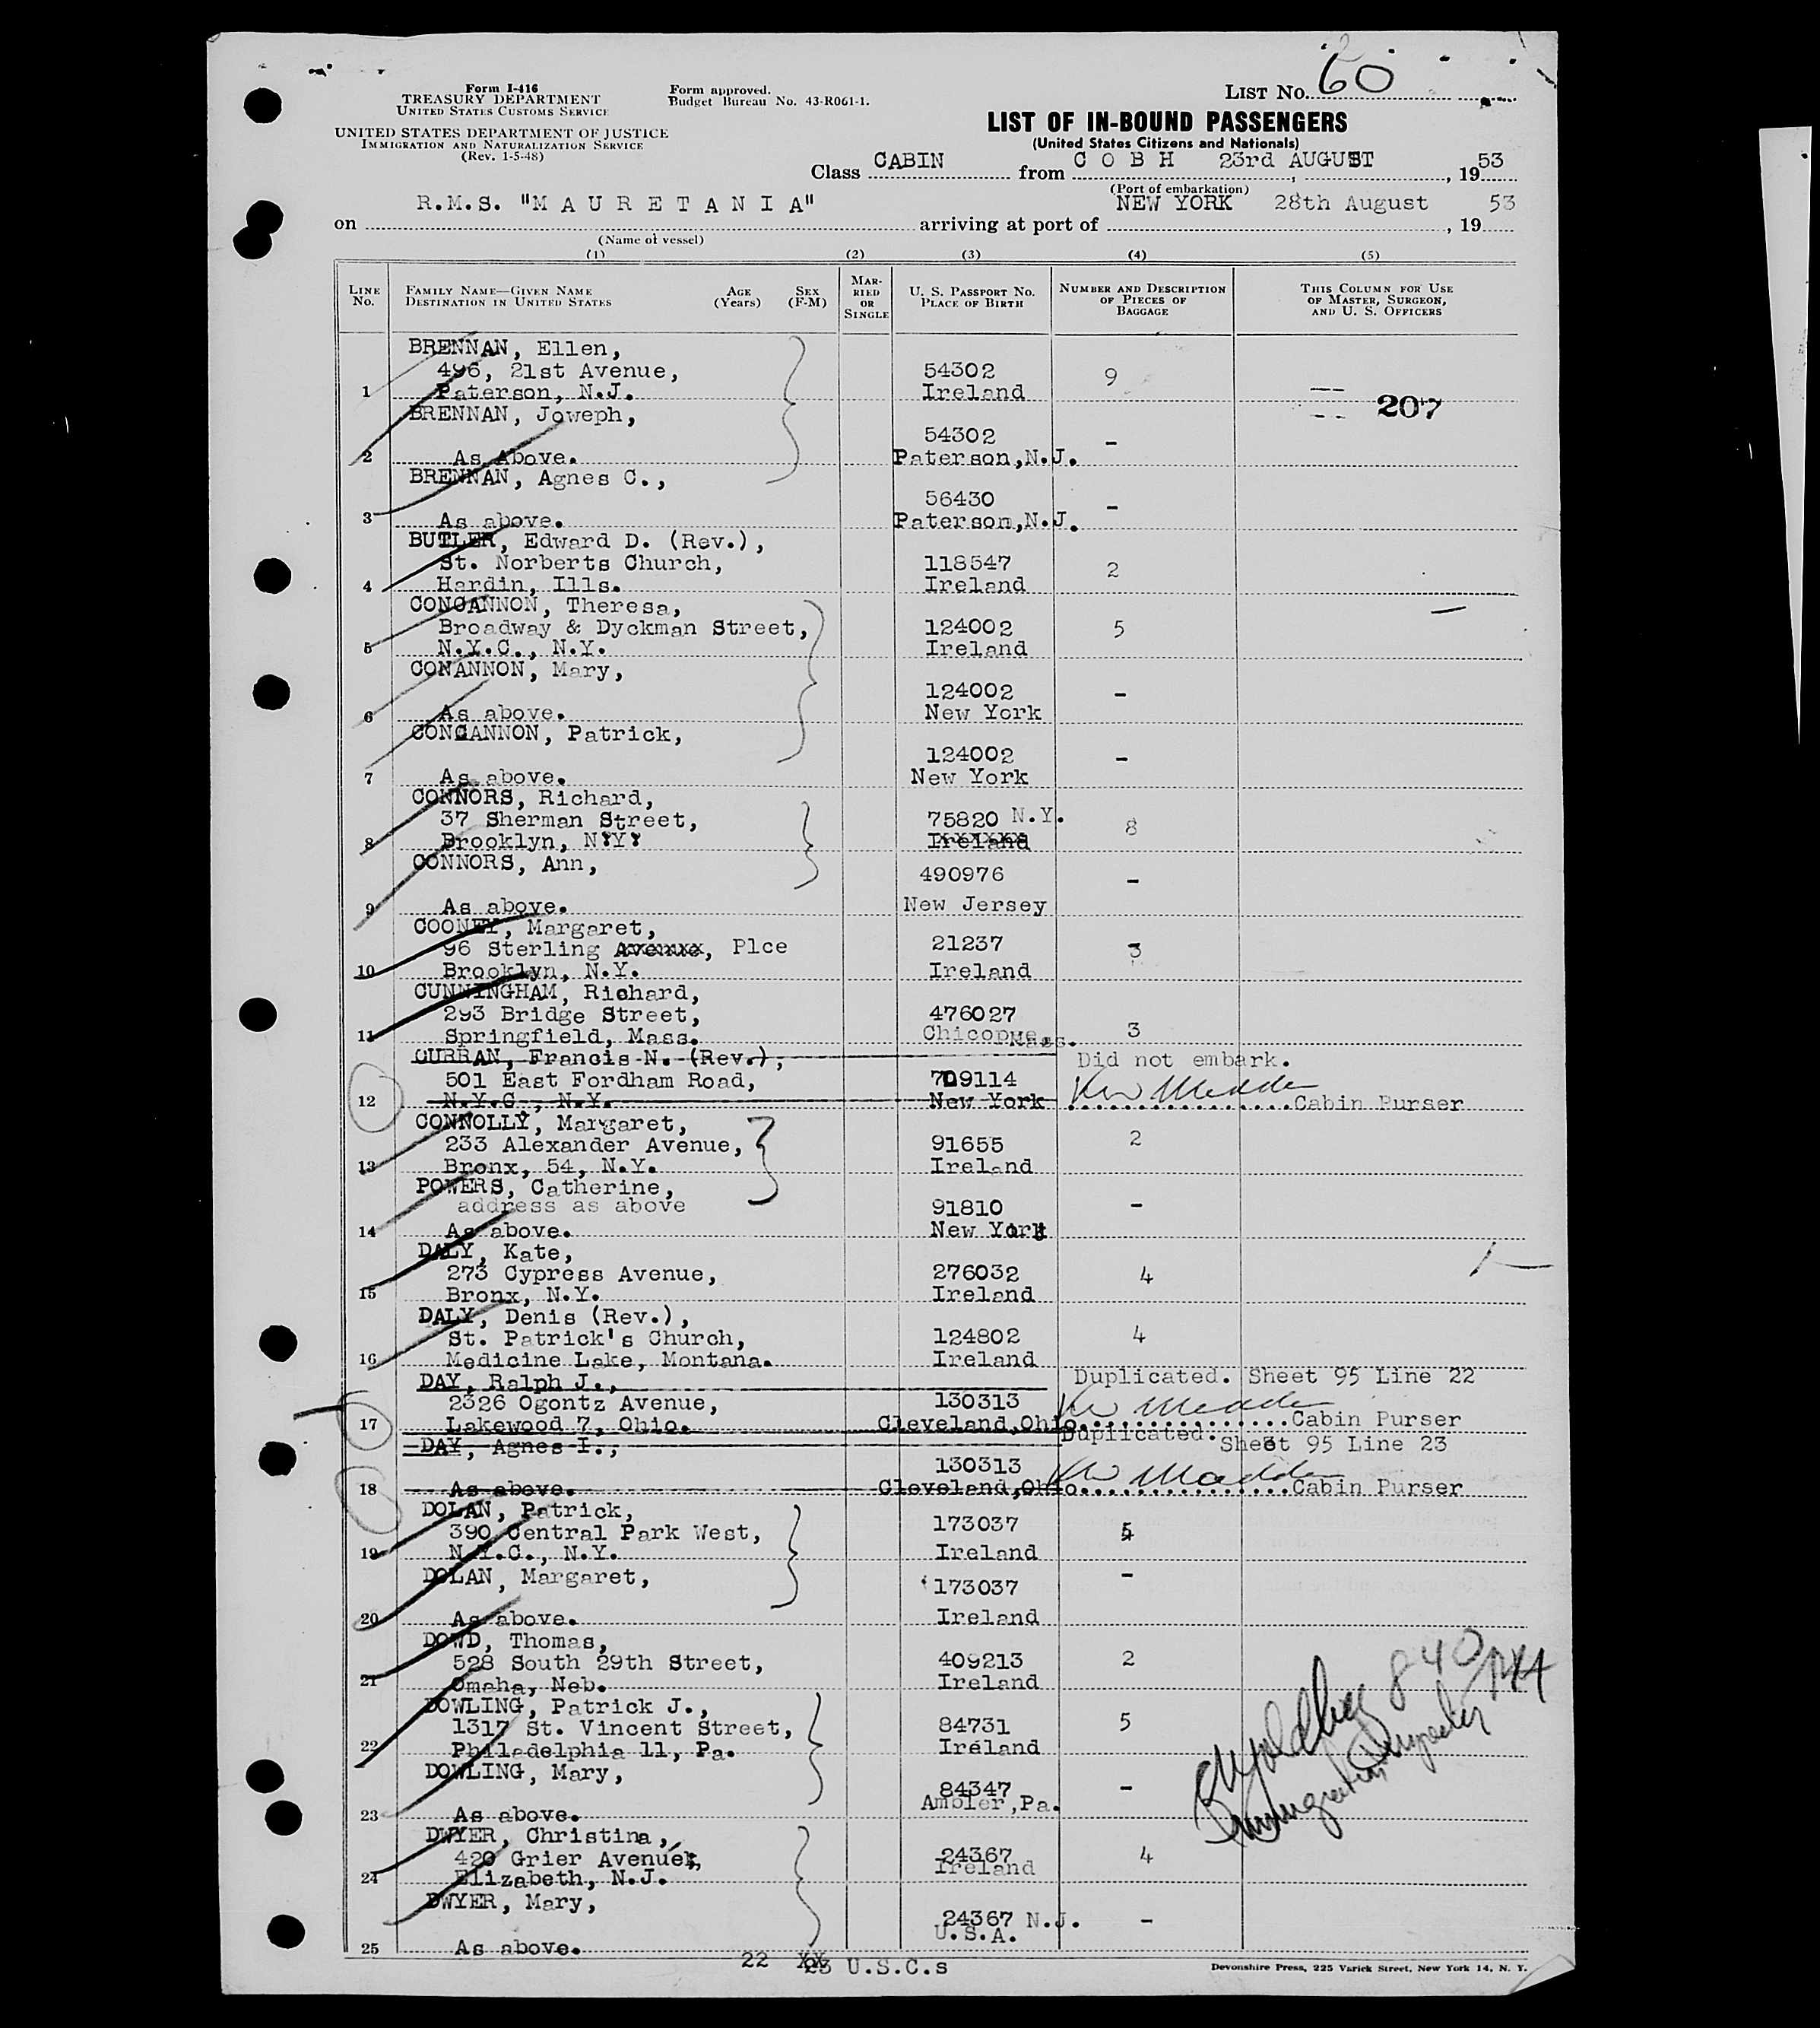 Form I-416
TREASURY DEPARTMENT
UNITED STATES CUSTOMS SERVICE
UNITED STATES DEPARTMENT OF JUSTICE
IMMIGRATION AND NATURALIZATION SERVICE
(Rev. 1-5-48)
Form approved.
Budget Bureau No. 43-R061-1.
LIST No. 60
LIST OF IN-BOUND PASSENGERS
(United States Citizens and Nationals)
Class CABIN from C O B H 23rd AUGUST, 1953
(Port of embarkation)
on R.M.S. "M A U R E T A N I A" arriving at port of NEW YORK 28th August, 1953
(Name of vessel)
(1) (2) (3) (4) (5)
LINE No.
FAMILY NAME—GIVEN NAME
DESTINATION IN UNITED STATES
AGE (Years)
SEX (F-M)
MARRIED OR SINGLE
U. S. PASSPORT NO.
PLACE OF BIRTH
NUMBER AND DESCRIPTION OF PIECES OF BAGGAGE
THIS COLUMN FOR USE OF MASTER, SURGEON, AND U. S. OFFICERS
BRENNAN, Ellen,
496, 21st Avenue, 54302 9
1 Paterson, N.J. Ireland
207
BRENNAN, Joweph,
54302 -
2 As Above. Paterson,N.J.
BRENNAN, Agnes C.,
56430 -
3 As above. Paterson,N.J.
BUTLER, Edward D. (Rev.),
St. Norberts Church, 118547 2
4 Hardin, Ills. Ireland
CONCANNON, Theresa,
Broadway & Dyckman Street, 124002 5
5 N.Y.C., N.Y. Ireland
CONANNON, Mary,
124002 -
6 As above. New York
CONCANNON, Patrick,
124002 -
7 As above. New York
CONNORS, Richard,
37 Sherman Street, 75820 N.Y. 8
8 Brooklyn, N.Y. Ireland
CONNORS, Ann,
490976 -
9 As above. New Jersey
COONEY, Margaret,
96 Sterling Avenue, Plce 21237 3
10 Brooklyn, N.Y. Ireland
CUNNINGHAM, Richard,
293 Bridge Street, 476027 3
11 Springfield, Mass. Chicopee Mass.
CURRAN, Francis N. (Rev.), Did not embark.
501 East Fordham Road, 709114
12 N.Y.C., N.Y. New York Cabin Purser
CONNOLLY, Margaret,
233 Alexander Avenue, 91655 2
13 Bronx, 54, N.Y. Ireland
POWERS, Catherine,
address as above 91810 -
14 As above. New York
DALY, Kate,
273 Cypress Avenue, 276032 4
15 Bronx, N.Y. Ireland
DALY, Denis (Rev.),
St. Patrick's Church, 124802 4
16 Medicine Lake, Montana. Ireland
DAY, Ralph J., Duplicated. Sheet 95 Line 22
2326 Ogontz Avenue, 130313
17 Lakewood 7, Ohio. Cleveland,Ohio. Cabin Purser
DAY, Agnes I., Duplicated. Sheet 95 Line 23
130313
18 As above. Cleveland,Ohio. Cabin Purser
DOLAN, Patrick,
390 Central Park West, 173037 5
19 N.Y.C., N.Y. Ireland
DOLAN, Margaret,
173037 -
20 As above. Ireland
DOWD, Thomas,
528 South 29th Street, 409213 2
21 Omaha, Neb. Ireland
DOWLING, Patrick J.,
1317 St. Vincent Street, 84731 5
22 Philadelphia 11, Pa. Ireland
DOWLING, Mary,
84347 -
23 As above. Ambler,Pa.
DWYER, Christina,
420 Grier Avenue, 24367 4
24 Elizabeth, N.J. Ireland
DWYER, Mary,
24367 N.J. -
25 As above. U.S.A.
Immigration Inspector
22 XX 23 U.S.C.s
Devonshire Press, 225 Varick Street, New York 14, N. Y.